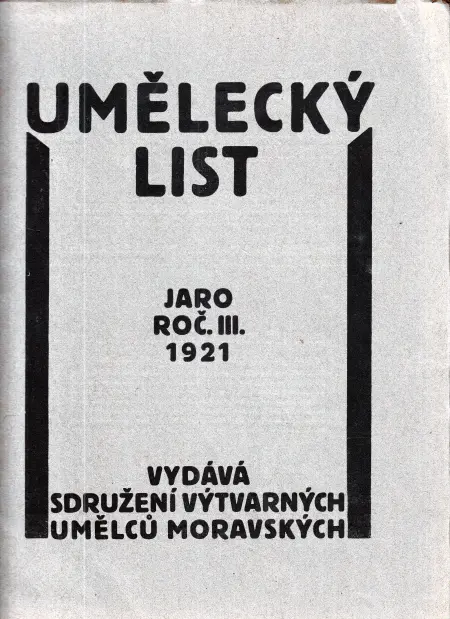 UMĚLECKÝ
LIST
JARO
ROČ. III.
1921
VYDÁVÁ
SDRUŽENÍ VÝTVARNÝCH
UMĚLCŮ MORAVSKÝCH